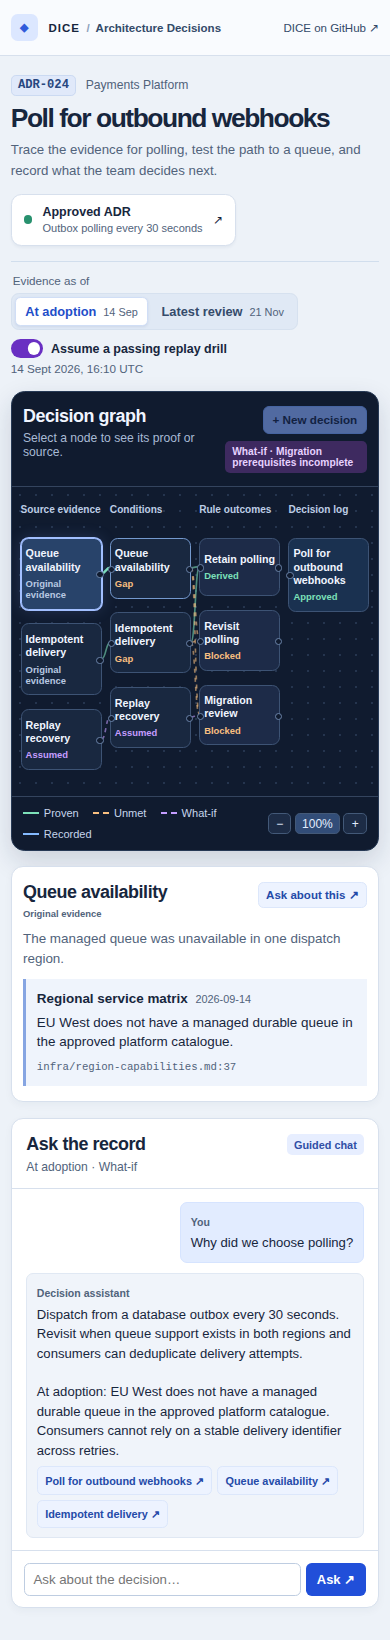 ◆ DICE / Architecture Decisions DICE on GitHub ↗
ADR-024 Payments Platform
Poll for outbound webhooks
Trace the evidence for polling, test the path to a queue, and
record what the team decides next.
Approved ADR
Outbox polling every 30 seconds ↗
Evidence as of
At adoption 14 Sep Latest review 21 Nov
Assume a passing replay drill
14 Sept 2026, 16:10 UTC
Decision graph
Select a node to see its proof or
source.
+ New decision
What-if · Migration
prerequisites incomplete
Source evidence Conditions Rule outcomes Decision log
Queue
availability
Original
evidence
Idempotent
delivery
Original
evidence
Replay
recovery
Assumed
Queue
availability
Gap
Idempotent
delivery
Gap
Replay
recovery
Assumed
Retain polling
Derived
Revisit
polling
Blocked
Migration
review
Blocked
Poll for
outbound
webhooks
Approved
Proven Unmet What-if
Recorded
− 100% +
Queue availability
Original evidence
Ask about this ↗
The managed queue was unavailable in one dispatch
region.
Regional service matrix 2026-09-14
EU West does not have a managed durable queue in
the approved platform catalogue.
infra/region-capabilities.md:37
Ask the record
At adoption · What-if
Guided chat
You
Why did we choose polling?
Decision assistant
Dispatch from a database outbox every 30 seconds.
Revisit when queue support exists in both regions and
consumers can deduplicate delivery attempts.
At adoption: EU West does not have a managed
durable queue in the approved platform catalogue.
Consumers cannot rely on a stable delivery identifier
across retries.
Poll for outbound webhooks ↗ Queue availability ↗
Idempotent delivery ↗
Ask about the decision… Ask ↗